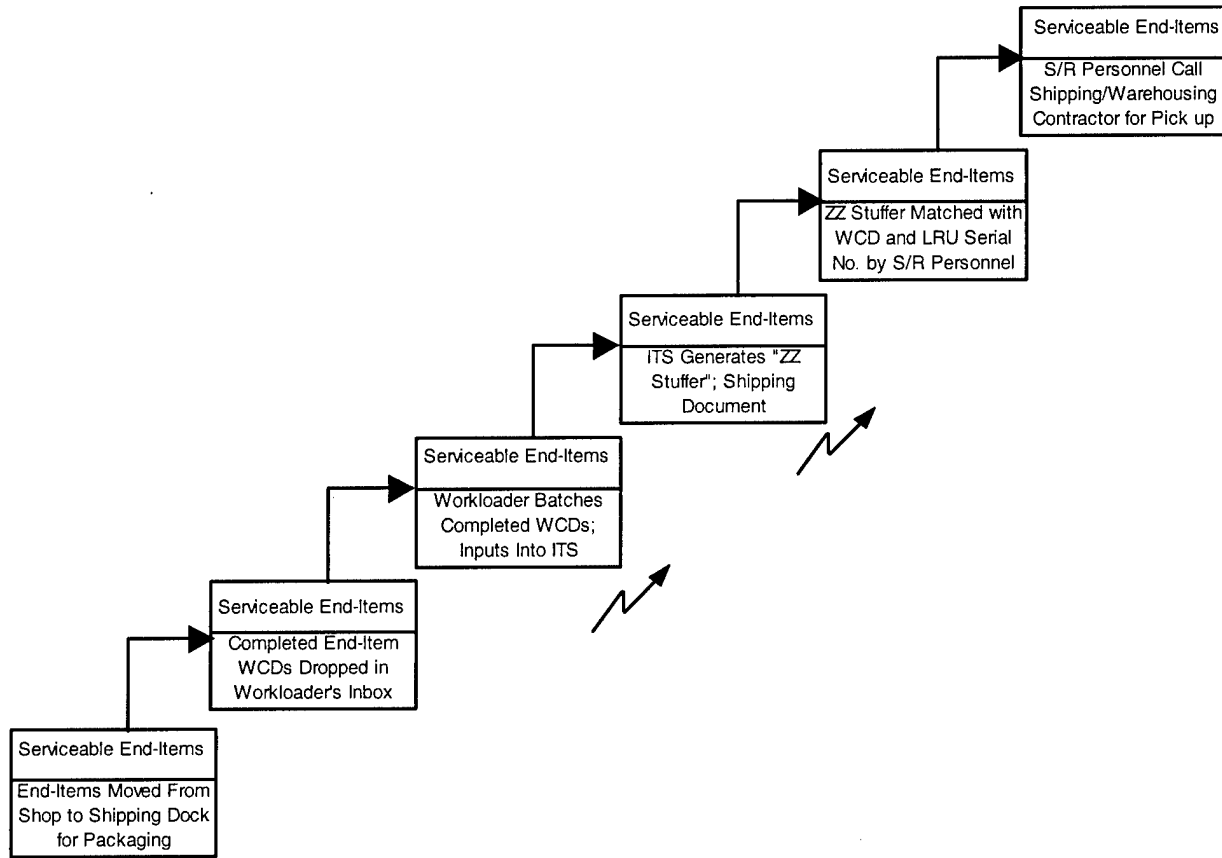 Serviceable End-Items
S/R Personnel Call
Shipping/Warehousing
Contractor for Pick up
Serviceable End-Items
ZZ Stuffer Matched with
WCD and LRU Serial
No. by S/R Personnel
Serviceable End-Items
ITS Generates "ZZ
Stuffer"; Shipping
Document
Serviceable End-Items
Workloader Batches
Completed WCDs;
Inputs Into ITS
Serviceable End-Items
Completed End-Item
WCDs Dropped in
Workloader's Inbox
Serviceable End-Items
End-Items Moved From
Shop to Shipping Dock
for Packaging